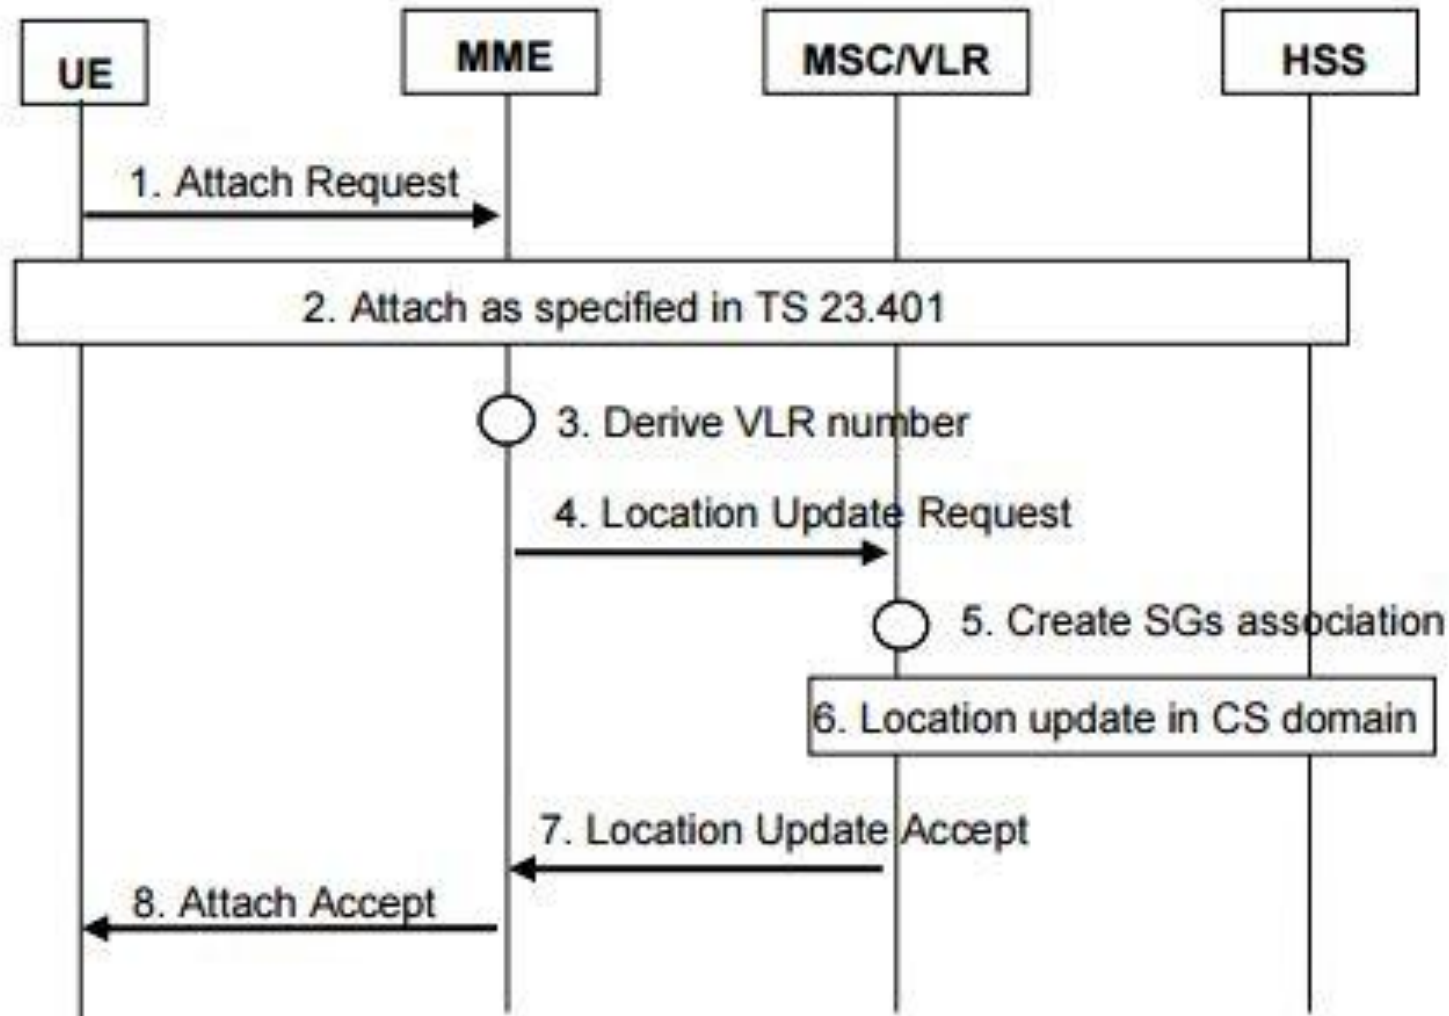 UE
MME
MSC/VLR
HSS
1. Attach Request
2. Attach as specified in TS 23.401
3. Derive VLR number
4. Location Update Request
5. Create SGs association
6. Location update in CS domain
7. Location Update Accept
8. Attach Accept